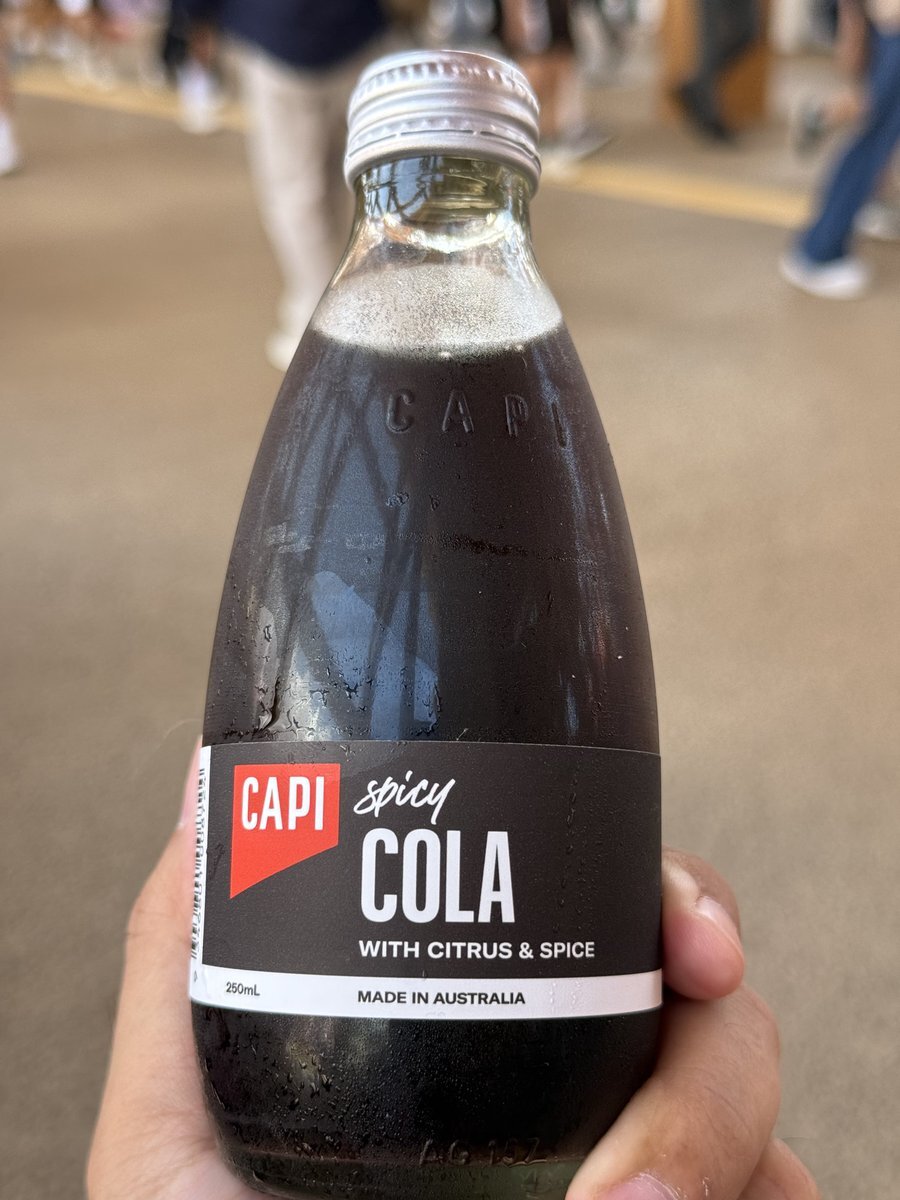 CAPI
CAPI
spicy
COLA
WITH CITRUS & SPICE
250mL
MADE IN AUSTRALIA